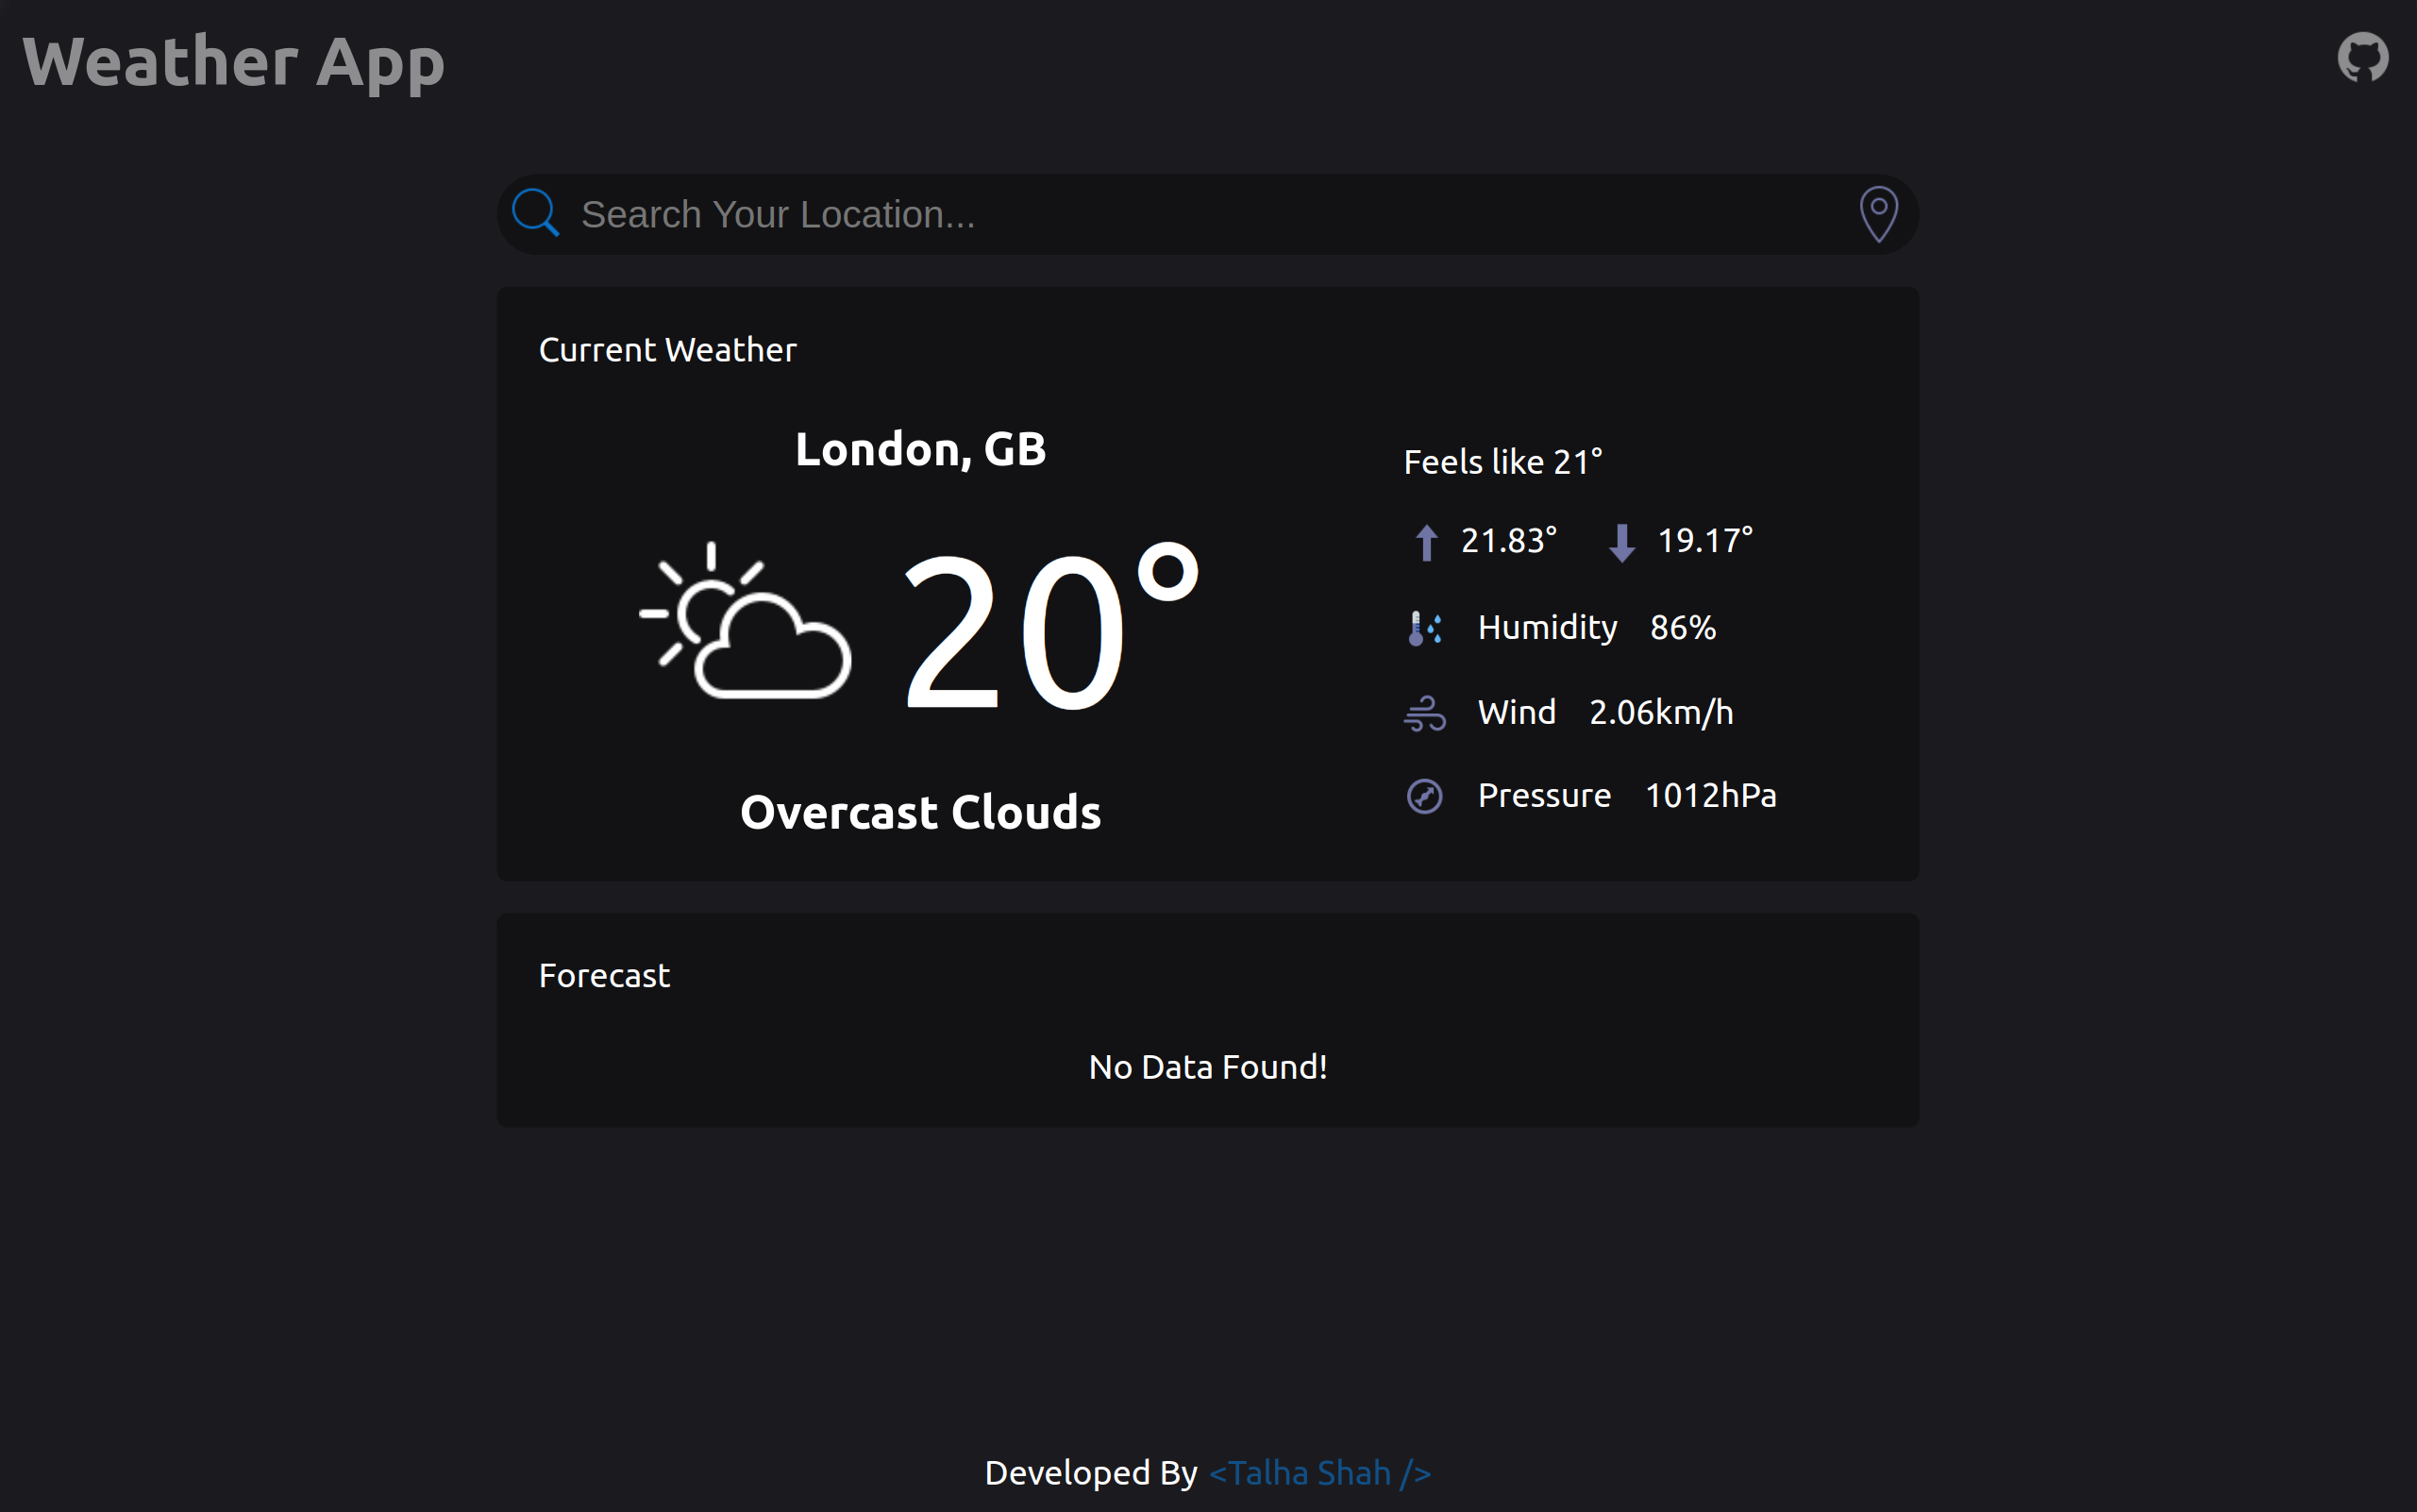 Weather App
Search Your Location...
Current Weather
London, GB
20°
Overcast Clouds
Feels like 21°
21.83° 19.17°
Humidity 86%
Wind 2.06km/h
Pressure 1012hPa
Forecast
No Data Found!
Developed By <Talha Shah />